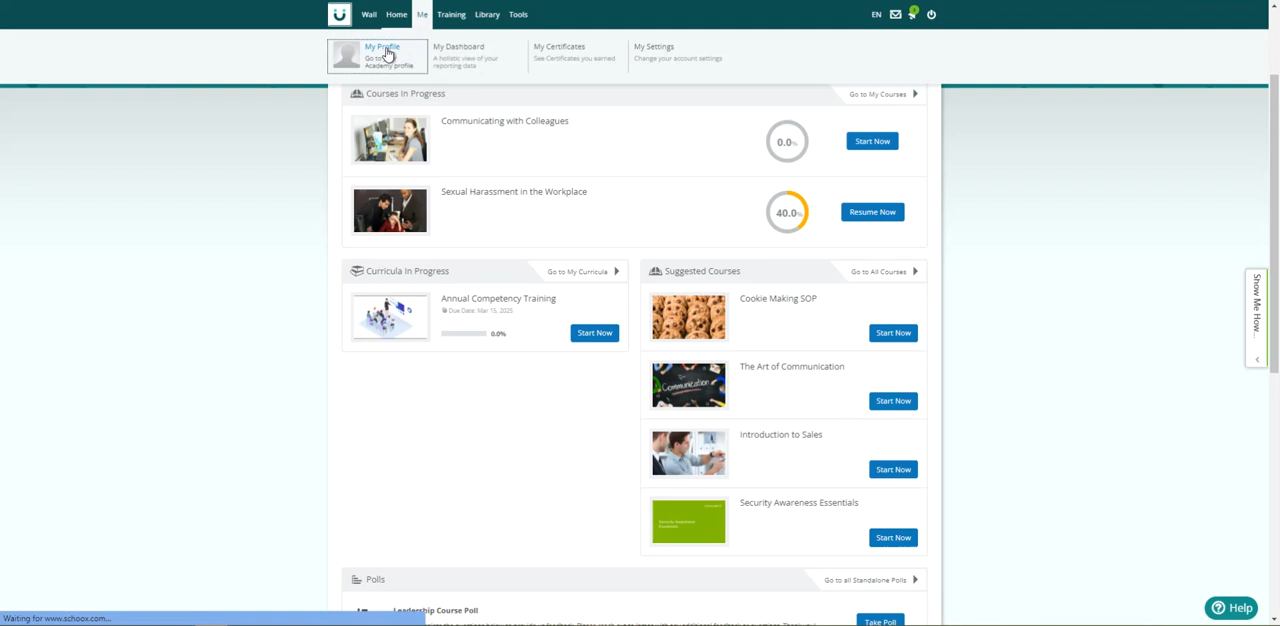 Wall Home Me Training Library Tools
EN
My Profile My Dashboard My Certificates My Settings
Go to A holistic view of your See Certificates you earned Change your account settings
Academy profile reporting data
Courses In Progress Go to My Courses
Communicating with Colleagues
0.0% Start Now
Sexual Harassment in the Workplace
40.0% Resume Now
Curricula In Progress Go to My Curricula
Annual Competency Training
Due Date: Mar 15, 2025
0.0% Start Now
Suggested Courses Go to All Courses
Cookie Making SOP
Start Now
Communication
The Art of Communication
Start Now
Introduction to Sales
Start Now
Security Awareness Essentials
Security Awareness Essentials
Start Now
Show Me How...
Polls Go to all Standalone Polls
Leadership Course Poll
Take Poll
Help
Waiting for www.schoox.com...